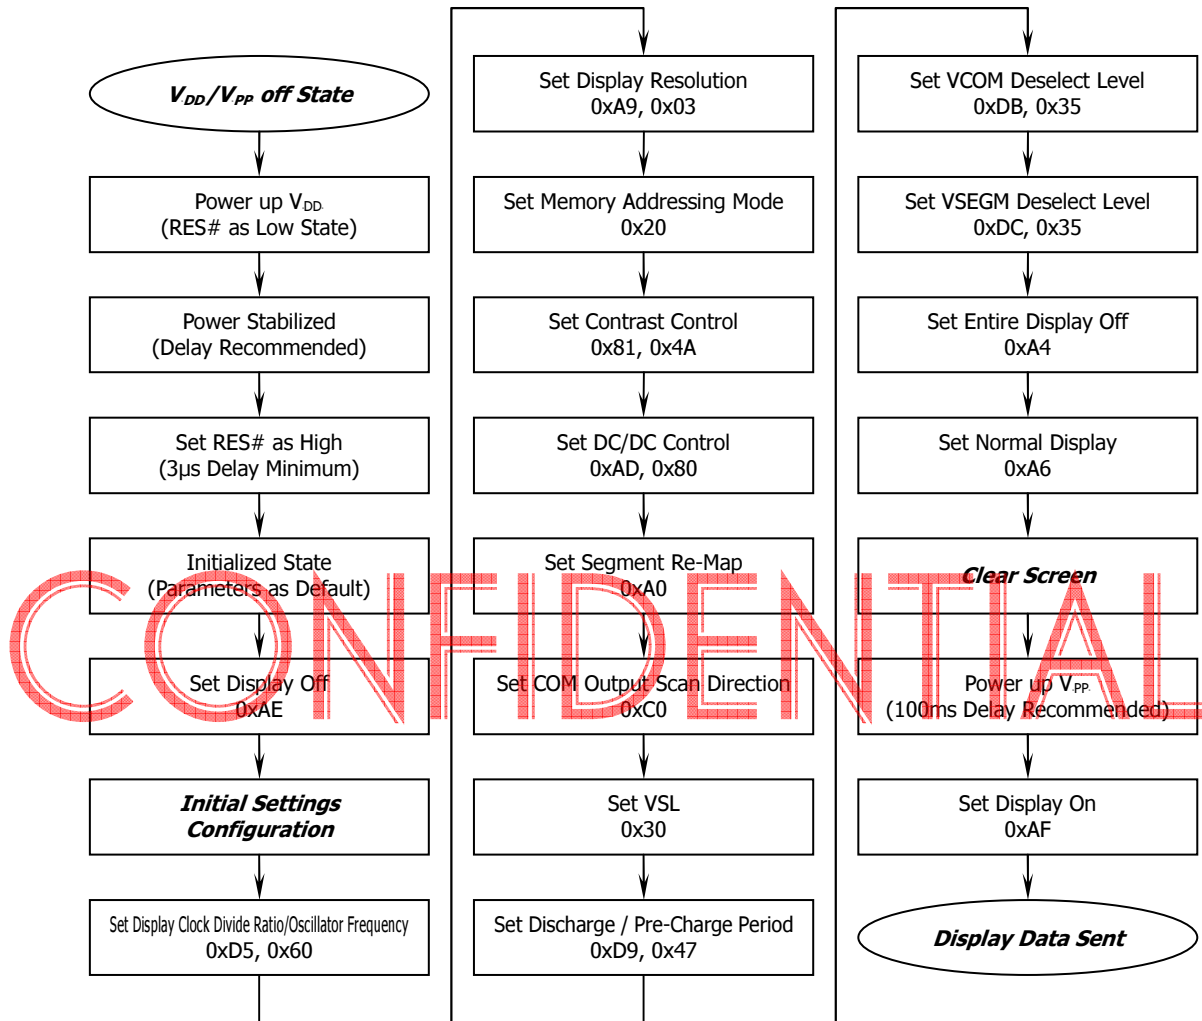 V DD /V PP off State
Power up VDD.
(RES# as Low State)
Power Stabilized
(Delay Recommended)
Set RES# as High
(3µs Delay Minimum)
Initialized State
(Parameters as Default)
Set Display Off
0xAE
Initial Settings
Configuration
Set Display Clock Divide Ratio/Oscillator Frequency
0xD5, 0x60
Set Display Resolution
0xA9, 0x03
Set Memory Addressing Mode
0x20
Set Contrast Control
0x81, 0x4A
Set DC/DC Control
0xAD, 0x80
Set Segment Re-Map
0xA0
Set COM Output Scan Direction
0xC0
Set VSL
0x30
Set Discharge / Pre-Charge Period
0xD9, 0x47
Set VCOM Deselect Level
0xDB, 0x35
Set VSEGM Deselect Level
0xDC, 0x35
Set Entire Display Off
0xA4
Set Normal Display
0xA6
Clear Screen
Power up VPP.
(100ms Delay Recommended)
Set Display On
0xAF
Display Data Sent
CONFIDENTIAL